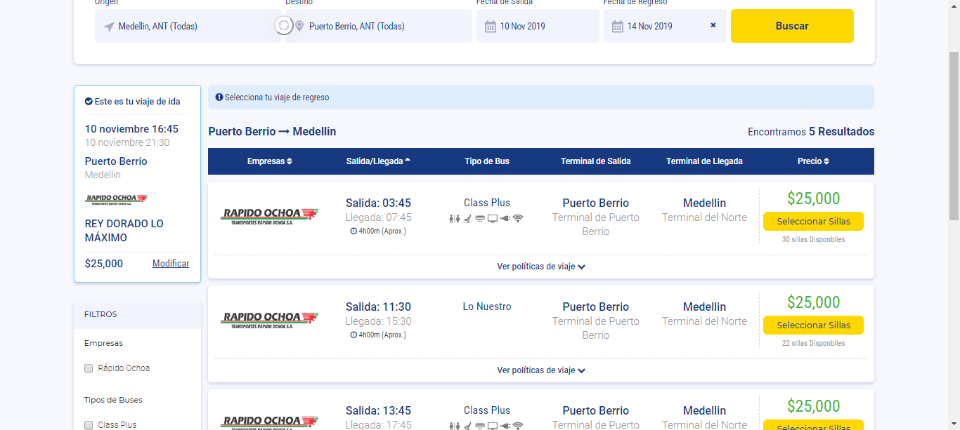 Origen
Destino
Fecha de Salida
Fecha de Regreso
Medellin, ANT (Todas)
Puerto Berrio, ANT (Todas)
10 Nov 2019
14 Nov 2019
×
Buscar
Este es tu viaje de ida
10 noviembre 16:45
10 noviembre 21:30
Puerto Berrio
Medellin
RAPIDO OCHOA
REY DORADO LO
MÁXIMO
$25,000
Modificar
FILTROS
Empresas
Rápido Ochoa
Tipos de Buses
Class Plus
Selecciona tu viaje de regreso
Puerto Berrio → Medellin
Encontramos 5 Resultados
Empresas
Salida/Llegada
Tipo de Bus
Terminal de Salida
Terminal de Llegada
Precio
RAPIDO OCHOA
TRANSPORTES RAPIDO OCHOA S.A.
Salida: 03:45
Llegada: 07:45
4h00m (Aprox.)
Class Plus
Puerto Berrio
Terminal de Puerto
Berrio
Medellin
Terminal del Norte
$25,000
Seleccionar Sillas
30 sillas Disponibles
Ver políticas de viaje
RAPIDO OCHOA
TRANSPORTES RAPIDO OCHOA S.A.
Salida: 11:30
Llegada: 15:30
4h00m (Aprox.)
Lo Nuestro
Puerto Berrio
Terminal de Puerto
Berrio
Medellin
Terminal del Norte
$25,000
Seleccionar Sillas
22 sillas Disponibles
Ver políticas de viaje
RAPIDO OCHOA
Salida: 13:45
Llegada: 17:45
Class Plus
Puerto Berrio
Terminal de Puerto
Medellin
Terminal del Norte
$25,000
Seleccionar Sillas